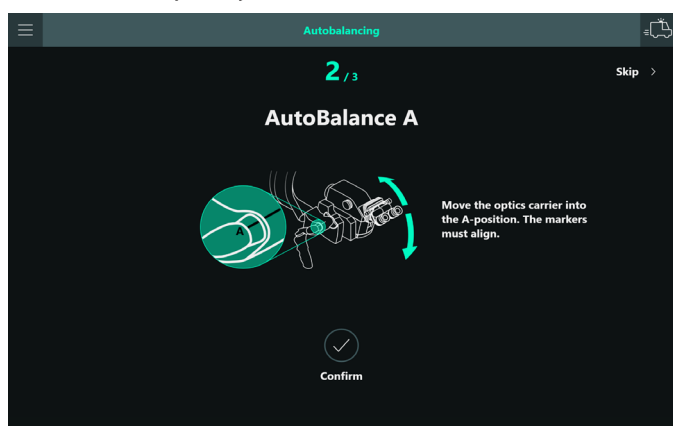 Autobalancing
2 / 3
Skip >
AutoBalance A
A
Move the optics carrier into
the A-position. The markers
must align.
Confirm